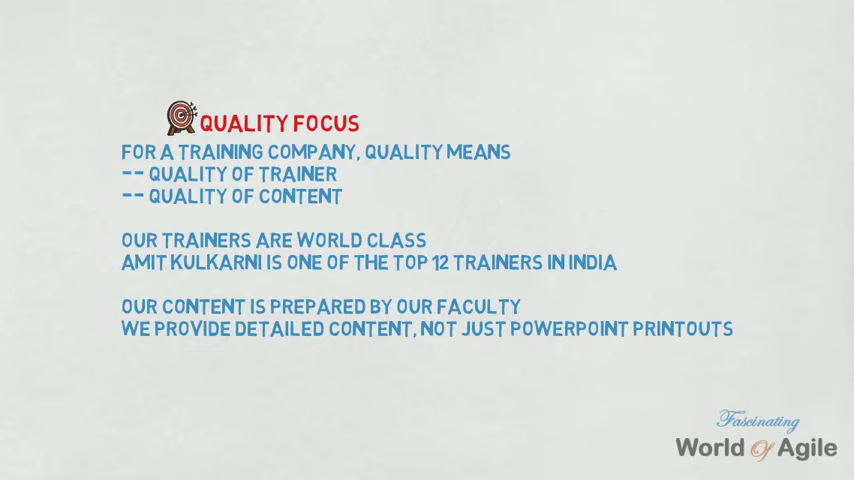 QUALITY FOCUS
FOR A TRAINING COMPANY, QUALITY MEANS
-- QUALITY OF TRAINER
-- QUALITY OF CONTENT
OUR TRAINERS ARE WORLD CLASS
AMIT KULKARNI IS ONE OF THE TOP 12 TRAINERS IN INDIA
OUR CONTENT IS PREPARED BY OUR FACULTY
WE PROVIDE DETAILED CONTENT, NOT JUST POWERPOINT PRINTOUTS
Fascinating
World Of Agile